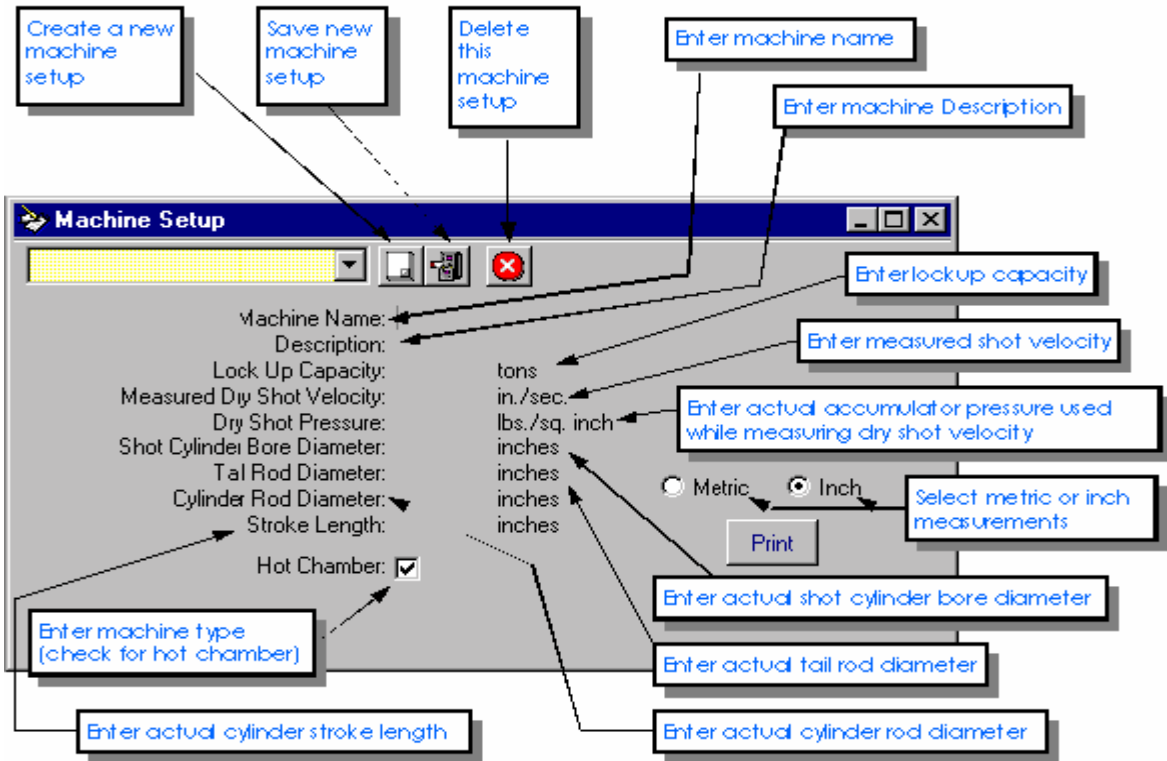 Create a new
machine
setup
Save new
machine
setup
Delete
this
machine
setup
Enter machine name
Enter machine Description
Machine Setup
Enter lockup capacity
Machine Name:
Description:
Enter measured shot velocity
Lock Up Capacity: tons
Measured Dry Shot Velocity: in./sec.
Dry Shot Pressure: lbs./sq. inch
Enter actual accumulator pressure used
while measuring dry shot velocity
Shot Cylinder Bore Diameter: inches
Tal Rod Diameter: inches
Cylinder Rod Diameter: inches
Stroke Length: inches
Metric Inch
Select metric or inch
measurements
Print
Hot Chamber:
Enter actual shot cylinder bore diameter
Enter machine type
(check for hot chamber)
Enter actual tail rod diameter
Enter actual cylinder stroke length
Enter actual cylinder rod diameter